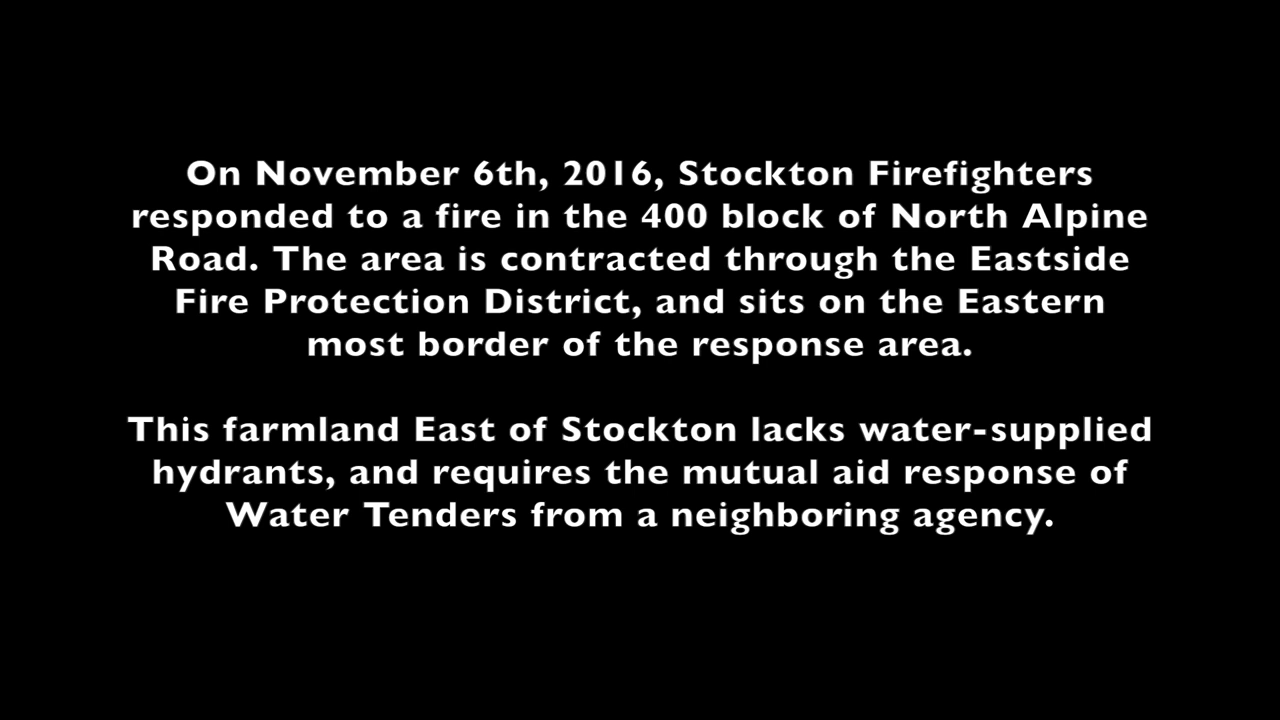 On November 6th, 2016, Stockton Firefighters
responded to a fire in the 400 block of North Alpine
Road. The area is contracted through the Eastside
Fire Protection District, and sits on the Eastern
most border of the response area.
This farmland East of Stockton lacks water-supplied
hydrants, and requires the mutual aid response of
Water Tenders from a neighboring agency.